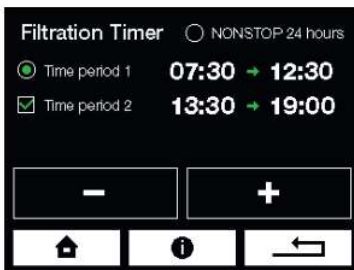 Filtration Timer NONSTOP 24 hours
Time period 1 07:30 → 12:30
Time period 2 13:30 → 19:00
− +